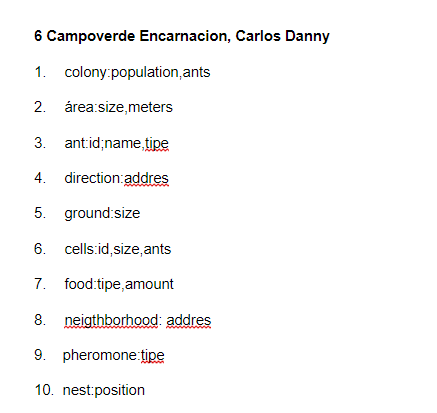 6 Campoverde Encarnacion, Carlos Danny
1. colony:population,ants
2. área:size,meters
3. ant:id;name,tipe
4. direction:addres
5. ground:size
6. cells:id,size,ants
7. food:tipe,amount
8. neigthborhood: addres
9. pheromone:tipe
10. nest:position